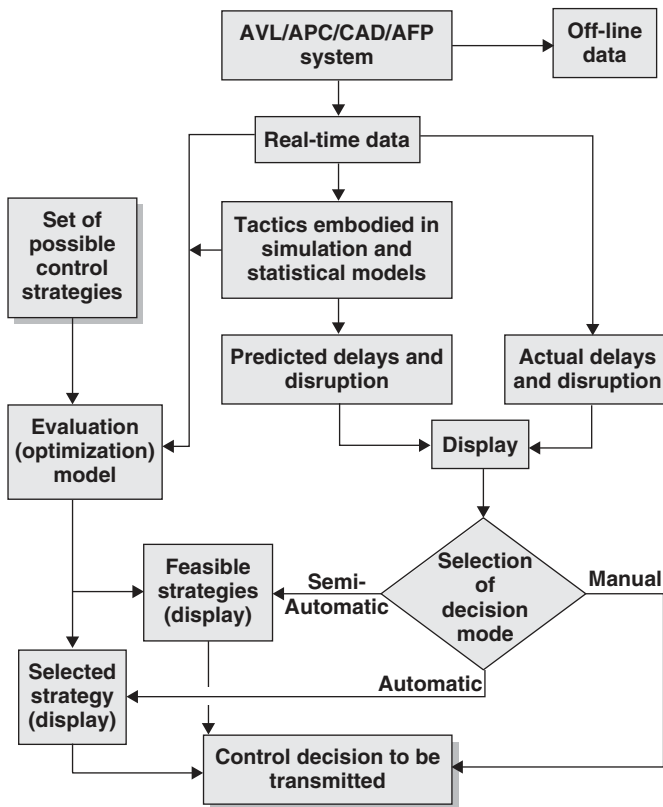 AVL/APC/CAD/AFP
system
Off-line
data
Real-time data
Set of
possible
control
strategies
Tactics embodied in
simulation and
statistical models
Predicted delays and
disruption
Actual delays
and disruption
Evaluation
(optimization)
model
Display
Feasible
strategies
(display)
Semi-
Automatic
Selection
of
decision
mode
Manual
Selected
strategy
(display)
Automatic
Control decision to be
transmitted